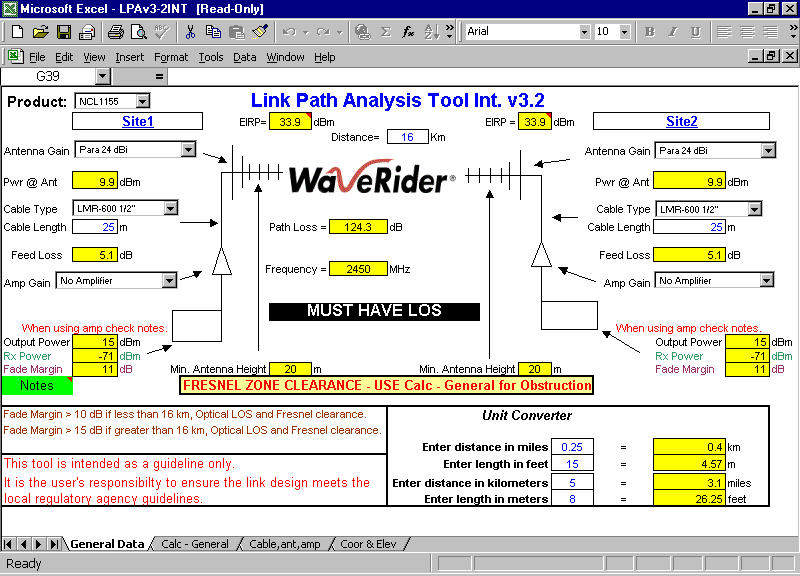 Microsoft Excel - LPAv3-2INT [Read-Only]
Arial 10 B I U
File Edit View Insert Format Tools Data Window Help
G39 =
Product: NCL1155 Link Path Analysis Tool Int. v3.2
Site1 EIRP= 33.9 dBm EIRP = 33.9 dBm Site2
Distance= 16 Km
Antenna Gain Para 24 dBi Antenna Gain Para 24 dBi
WaveRider®
Pwr @ Ant 9.9 dBm Pwr @ Ant 9.9 dBm
Cable Type LMR-600 1/2" Cable Type LMR-600 1/2"
Cable Length 25 m Path Loss = 124.3 dB Cable Length 25 m
Feed Loss 5.1 dB Feed Loss 5.1 dB
Frequency = 2450 MHz
Amp Gain No Amplifier Amp Gain No Amplifier
MUST HAVE LOS
When using amp check notes. When using amp check notes.
Output Power 15 dBm Output Power 15 dBm
Rx Power -71 dBm Rx Power -71 dBm
Fade Margin 11 dB Min. Antenna Height 20 m Min. Antenna Height 20 m Fade Margin 11 dB
Notes FRESNEL ZONE CLEARANCE - USE Calc - General for Obstruction
Fade Margin > 10 dB if less than 16 km, Optical LOS and Fresnel clearance.
Fade Margin > 15 dB if greater than 16 km, Optical LOS and Fresnel clearance.
This tool is intended as a guideline only.
It is the user's responsibilty to ensure the link design meets the
local regulatory agency guidelines.
Unit Converter
Enter distance in miles 0.25 = 0.4 km
Enter length in feet 15 = 4.57 m
Enter distance in kilometers 5 = 3.1 miles
Enter length in meters 8 = 26.25 feet
General Data Calc - General Cable,ant,amp Coor & Elev
Ready